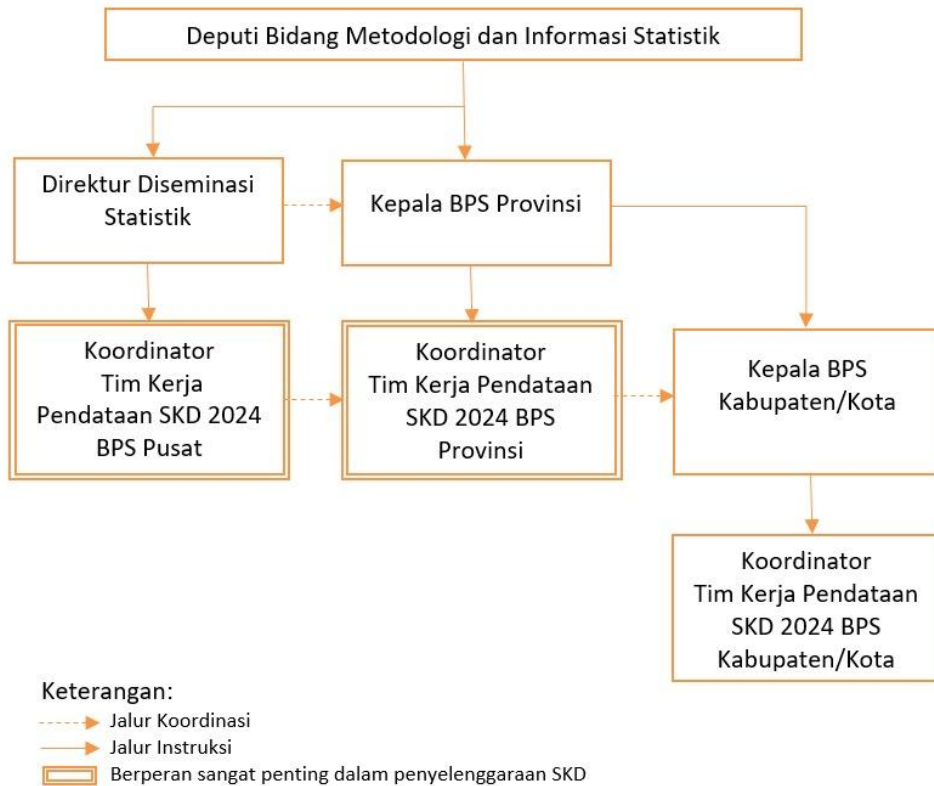 Deputi Bidang Metodologi dan Informasi Statistik
Direktur Diseminasi
Statistik
Kepala BPS Provinsi
Koordinator
Tim Kerja
Pendataan SKD 2024
BPS Pusat
Koordinator
Tim Kerja Pendataan
SKD 2024 BPS
Provinsi
Kepala BPS
Kabupaten/Kota
Koordinator
Tim Kerja Pendataan
SKD 2024 BPS
Kabupaten/Kota
Keterangan:
Jalur Koordinasi
Jalur Instruksi
Berperan sangat penting dalam penyelenggaraan SKD